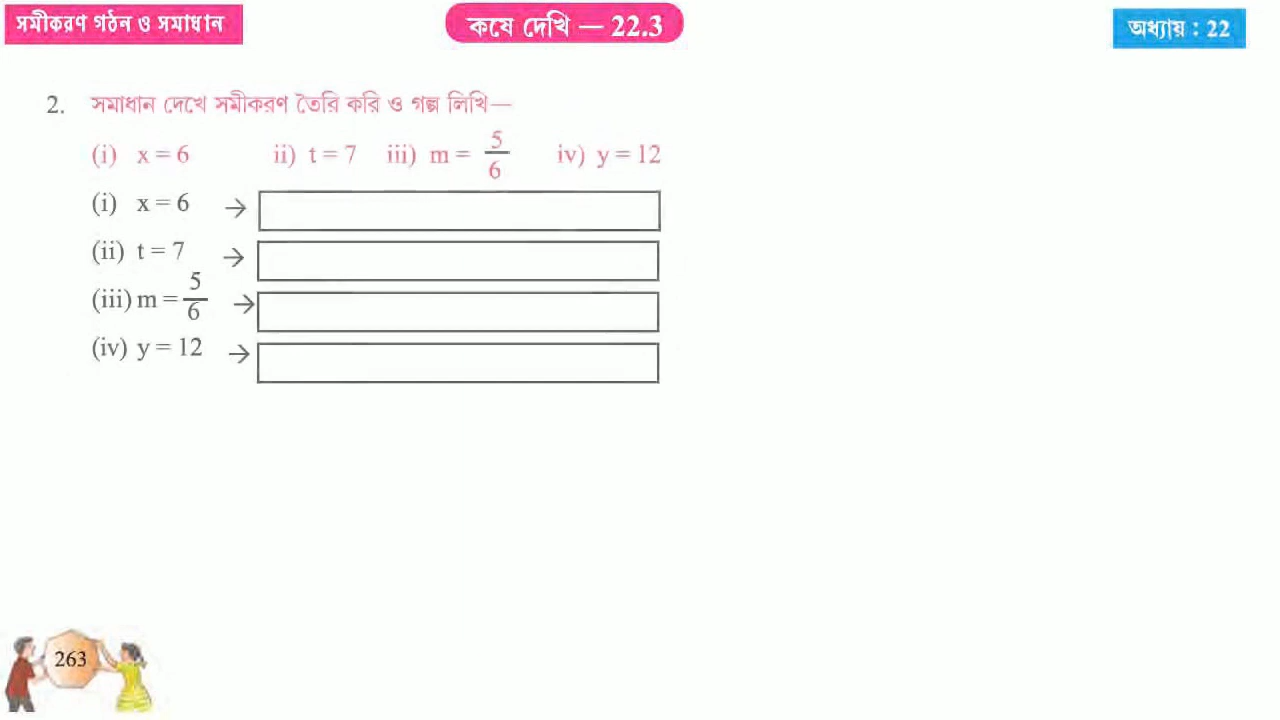 সমীকরণ গঠন ও সমাধান
কষে দেখি — 22.3
অধ্যায় : 22
2. সমাধান দেখে সমীকরণ তৈরি করি ও গল্প লিখি—
(i) x = 6 ii) t = 7 iii) m = 5/6 iv) y = 12
(i) x = 6 →
(ii) t = 7 →
(iii) m = 5/6 →
(iv) y = 12 →
263